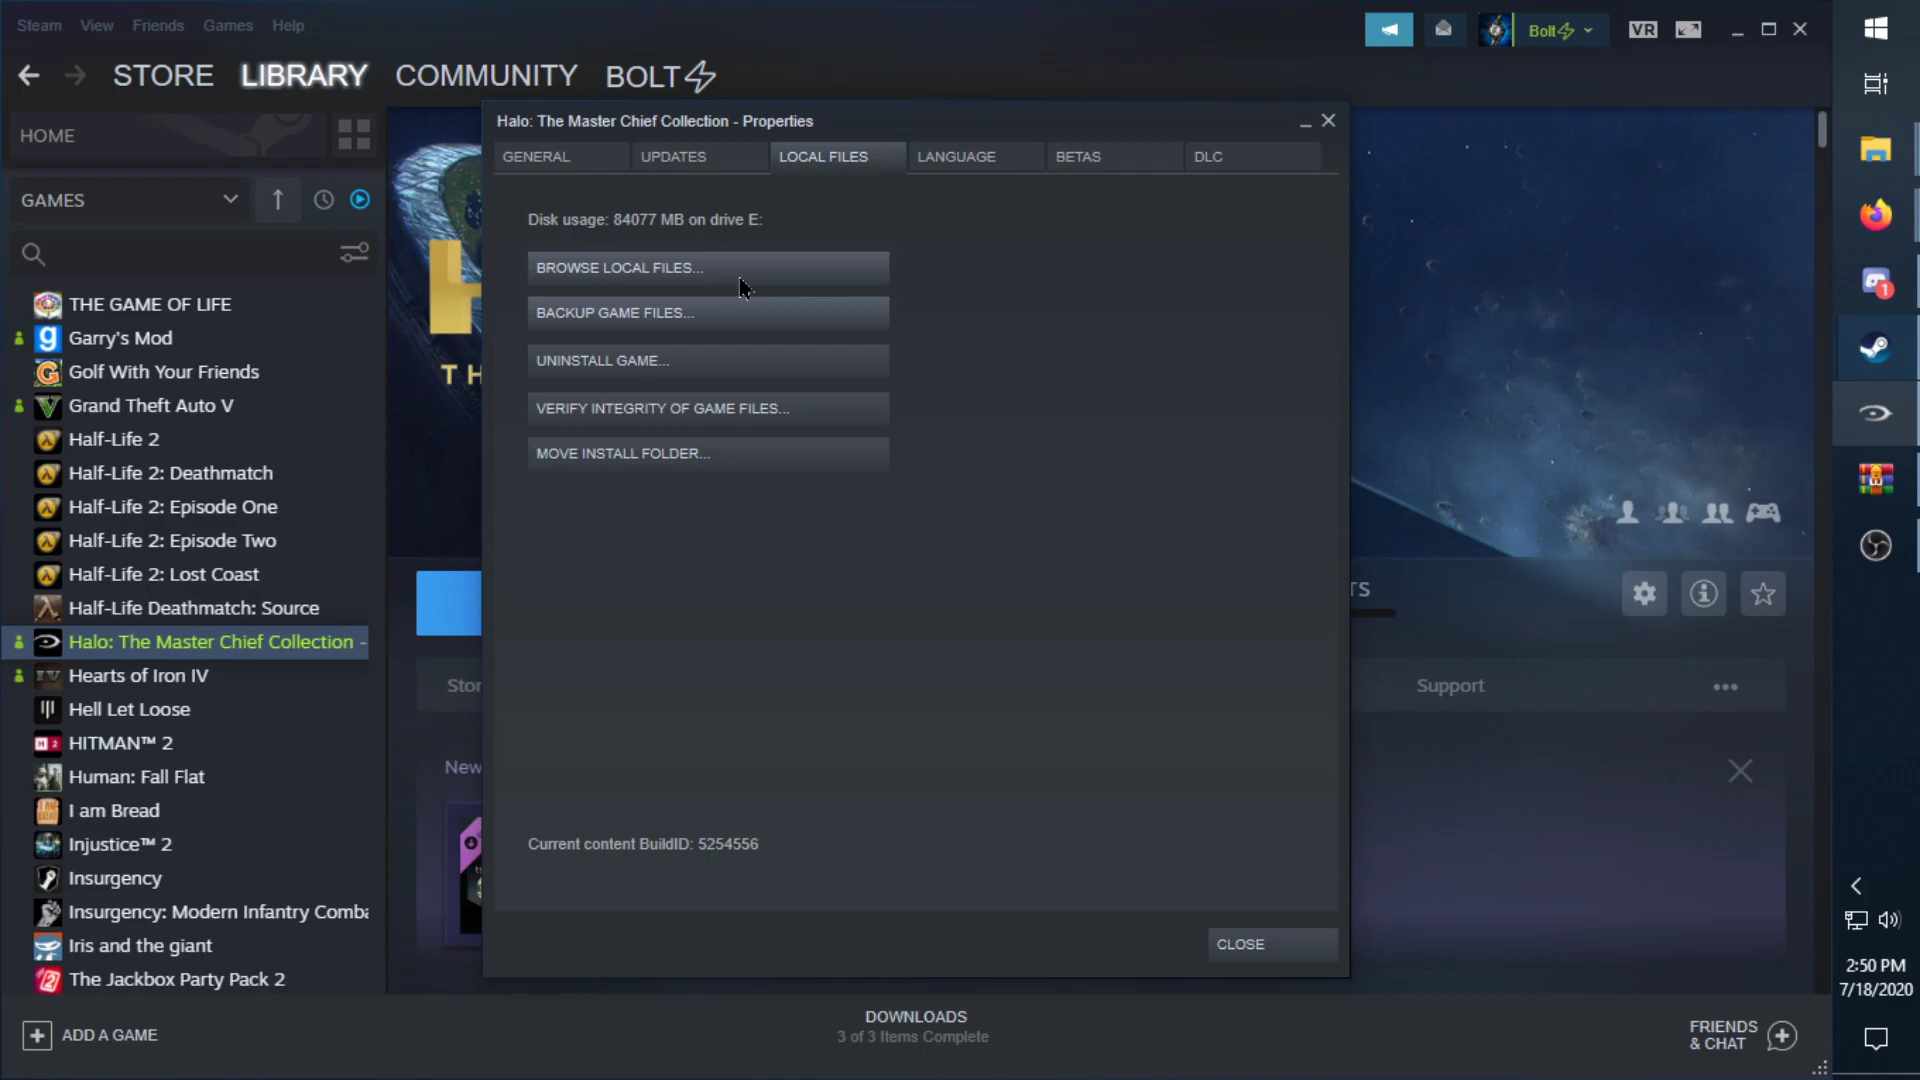 Steam View Friends Games Help
Bolt
VR
STORE LIBRARY COMMUNITY BOLT
HOME
GAMES
THE GAME OF LIFE
Garry's Mod
Golf With Your Friends
Grand Theft Auto V
Half-Life 2
Half-Life 2: Deathmatch
Half-Life 2: Episode One
Half-Life 2: Episode Two
Half-Life 2: Lost Coast
Half-Life Deathmatch: Source
Halo: The Master Chief Collection -
Hearts of Iron IV
Hell Let Loose
HITMAN™ 2
Human: Fall Flat
I am Bread
Injustice™ 2
Insurgency
Insurgency: Modern Infantry Comba
Iris and the giant
The Jackbox Party Pack 2
ADD A GAME
Halo: The Master Chief Collection - Properties
GENERAL UPDATES LOCAL FILES LANGUAGE BETAS DLC
Disk usage: 84077 MB on drive E:
BROWSE LOCAL FILES...
BACKUP GAME FILES...
UNINSTALL GAME...
VERIFY INTEGRITY OF GAME FILES...
MOVE INSTALL FOLDER...
Current content BuildID: 5254556
CLOSE
TH
TS
Stor
Support
New
DOWNLOADS
3 of 3 Items Complete
FRIENDS
& CHAT
1
2:50 PM
7/18/2020